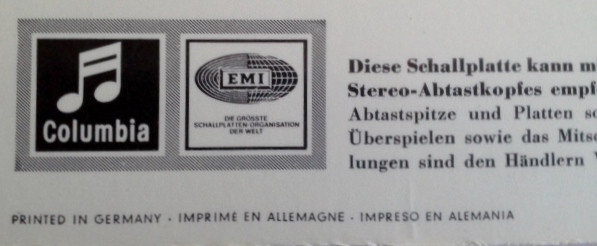 Columbia
EMI
DIE GRÖSSTE
SCHALLPLATTEN-ORGANISATION
DER WELT
Diese Schallplatte kann m
Stereo-Abtastkopfes empf
Abtastspitze und Platten so
Überspielen sowie das Mitsc
lungen sind den Händlern
PRINTED IN GERMANY · IMPRIMÉ EN ALLEMAGNE · IMPRESO EN ALEMANIA